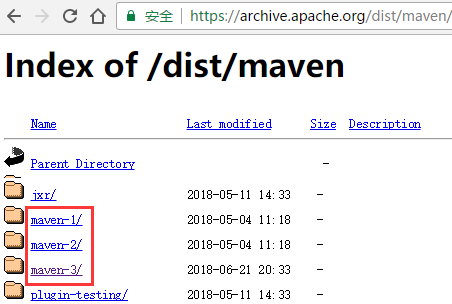 安全 https://archive.apache.org/dist/maven/
Index of /dist/maven
Name Last modified Size Description
Parent Directory -
jxr/ 2018-05-11 14:33 -
maven-1/ 2018-05-04 11:18 -
maven-2/ 2018-05-04 11:18 -
maven-3/ 2018-06-21 20:33 -
plugin-testing/ 2018-05-11 14:33 -